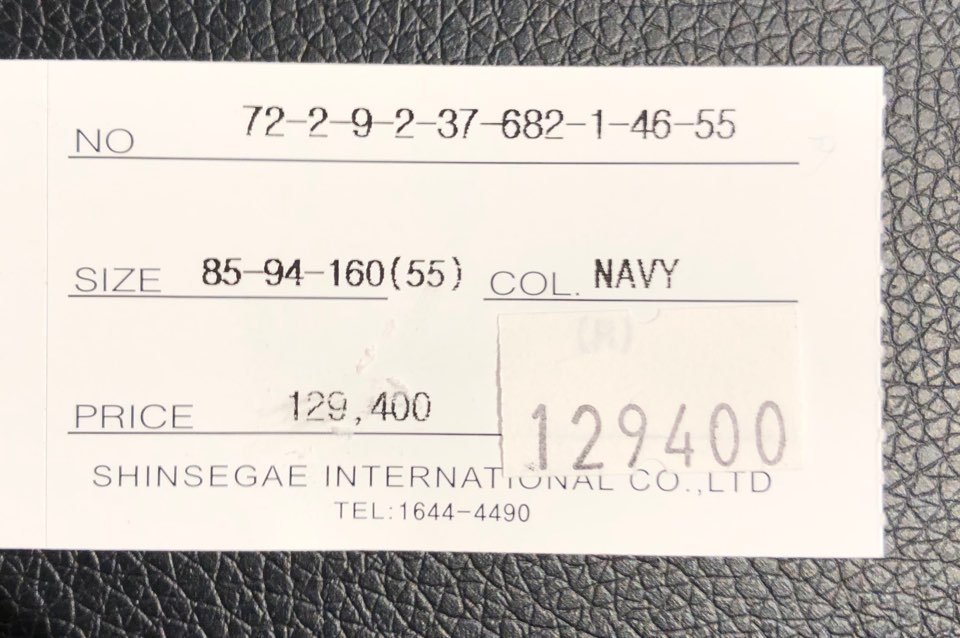 NO 72-2-9-2-37-682-1-46-55
SIZE 85-94-160(55) COL. NAVY
PRICE 129,400
129400
SHINSEGAE INTERNATIONAL CO.,LTD
TEL:1644-4490